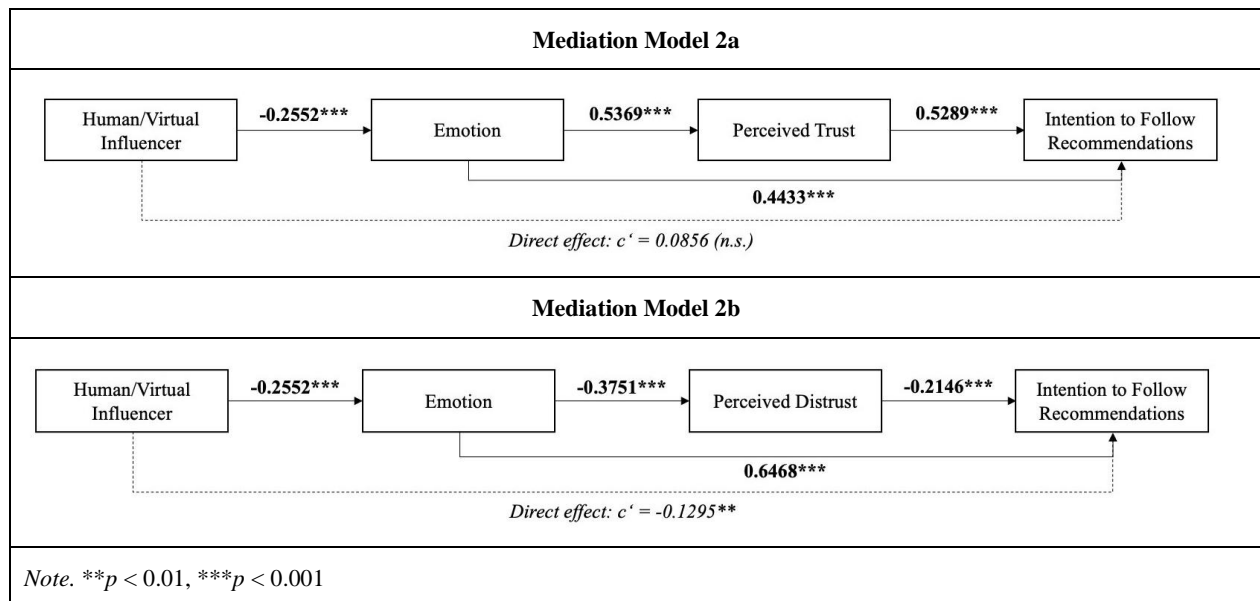 Mediation Model 2a
Human/Virtual
Influencer
-0.2552***
Emotion
0.5369***
Perceived Trust
0.5289***
Intention to Follow
Recommendations
0.4433***
Direct effect: c‘ = 0.0856 (n.s.)
Mediation Model 2b
Human/Virtual
Influencer
-0.2552***
Emotion
-0.3751***
Perceived Distrust
-0.2146***
Intention to Follow
Recommendations
0.6468***
Direct effect: c‘ = -0.1295**
Note. **p < 0.01, ***p < 0.001